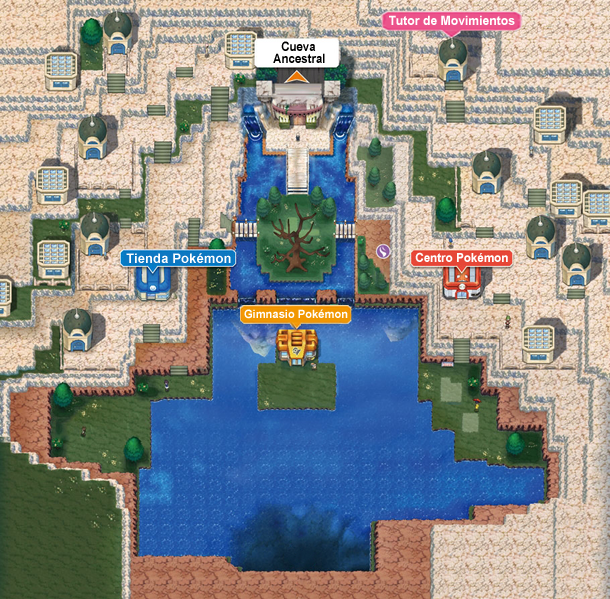 Tutor de Movimientos
Cueva
Ancestral
Tienda Pokémon
Centro Pokémon
Gimnasio Pokémon